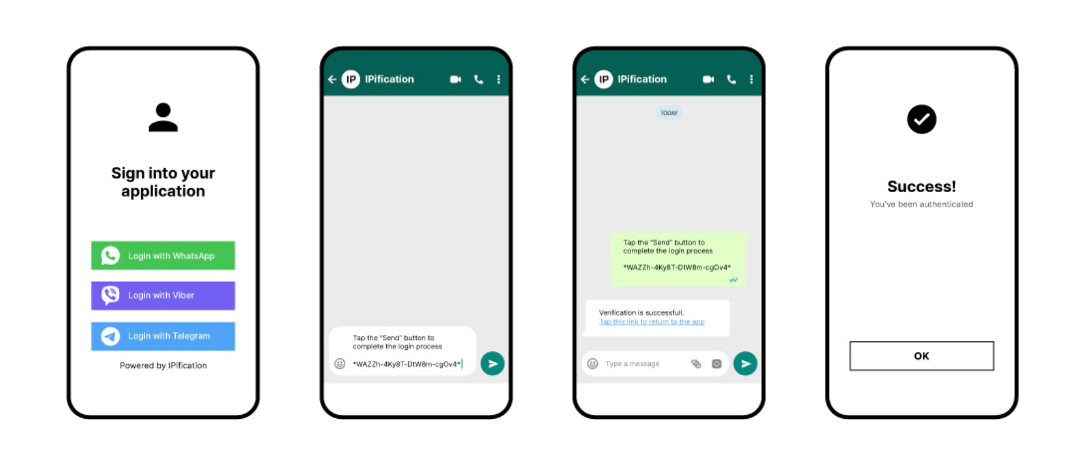 Sign into your
application
Login with WhatsApp
Login with Viber
Login with Telegram
Powered by IPification
IP IPification
Tap the "Send" button to
complete the login process
*WAZZh-4Ky8T-DtW8m-cgOv4*
IP IPification
TODAY
Tap the "Send" button to
complete the login process
*WAZZh-4Ky8T-DtW8m-cgOv4*
Verification is successfull.
Tap this link to return to the app
Type a message
Success!
You've been authenticated
OK